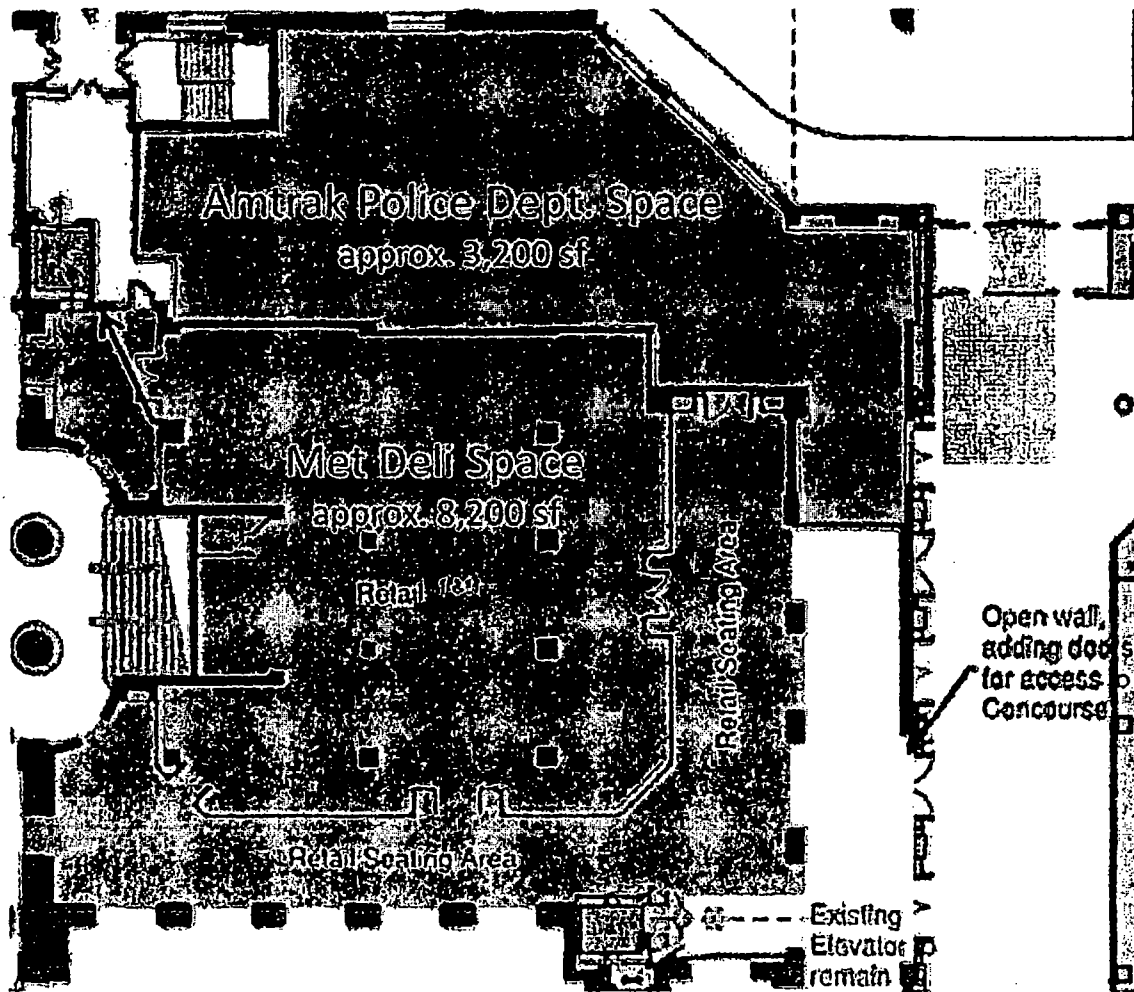 Amtrak Police Dept. Space
approx. 3,200 sf
Met Deli Space
approx. 8,200 sf
Retail
Retail Seating Area
Open wall,
adding doors
for access
Concourse
Retail Seating Area
Existing
Elevator
remain